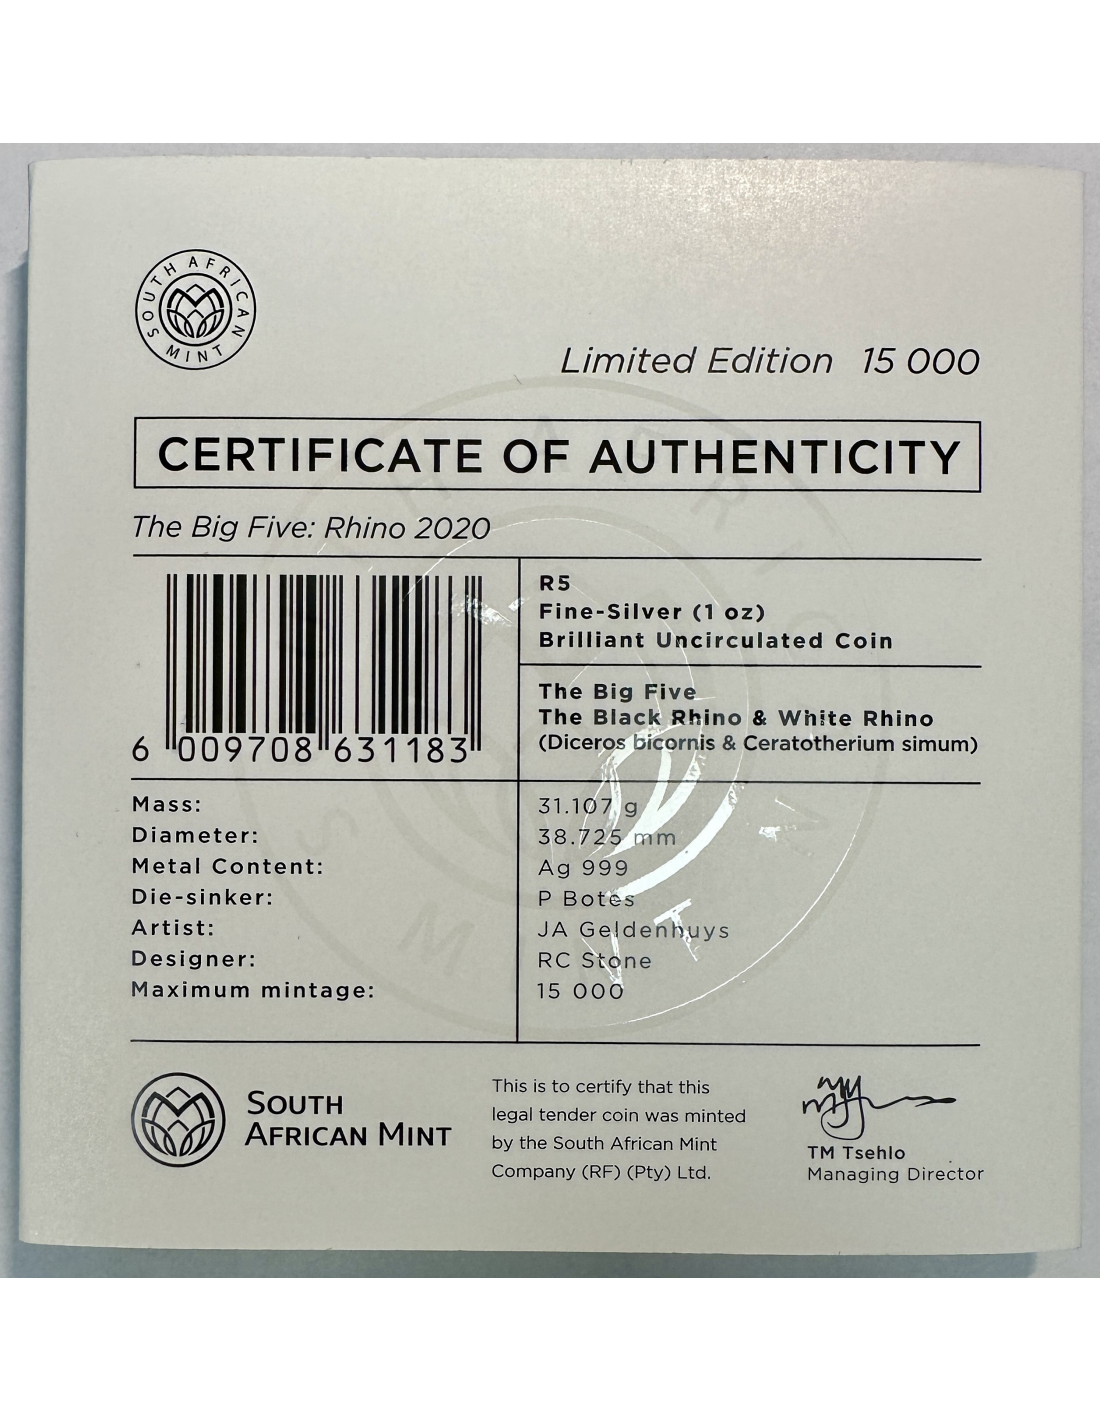 SOUTH AFRICAN MINT
Limited Edition 15 000
CERTIFICATE OF AUTHENTICITY
The Big Five: Rhino 2020
6 009708 631183
R5
Fine-Silver (1 oz)
Brilliant Uncirculated Coin
The Big Five
The Black Rhino & White Rhino
(Diceros bicornis & Ceratotherium simum)
Mass: 31.107 g
Diameter: 38.725 mm
Metal Content: Ag 999
Die-sinker: P Botes
Artist: JA Geldenhuys
Designer: RC Stone
Maximum mintage: 15 000
SOUTH
AFRICAN MINT
This is to certify that this
legal tender coin was minted
by the South African Mint
Company (RF) (Pty) Ltd.
TM Tsehlo
Managing Director